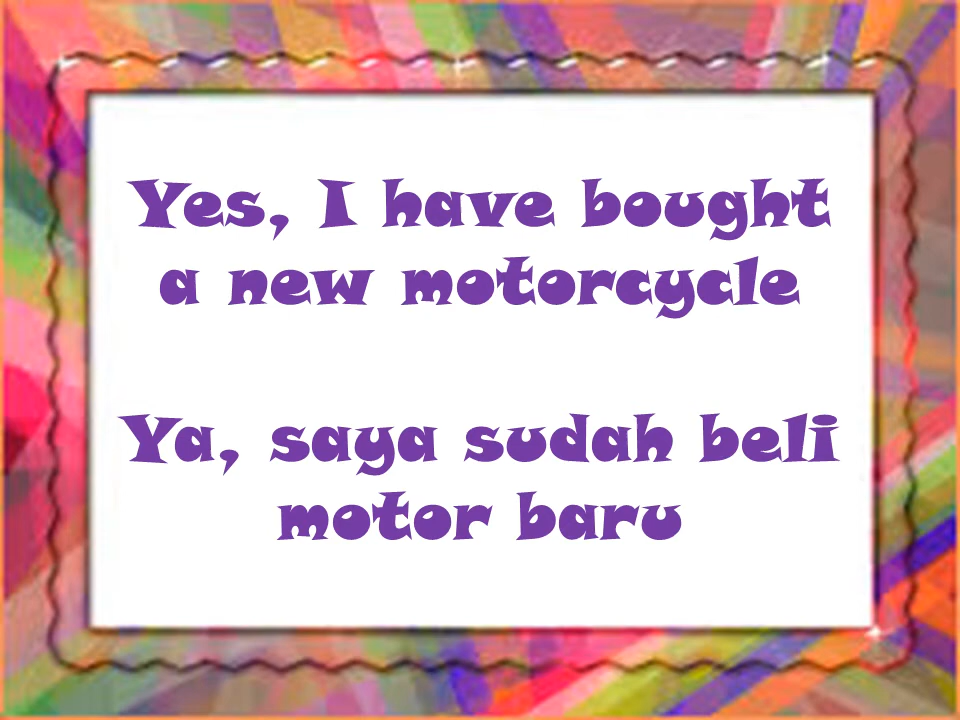 Yes, I have bought
a new motorcycle
Ya, saya sudah beli
motor baru